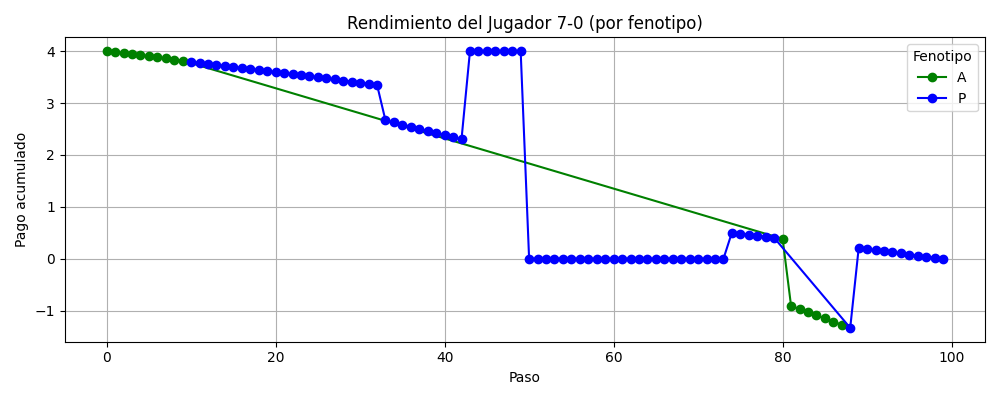 Rendimiento del Jugador 7-0 (por fenotipo)
Pago acumulado
4
3
2
1
0
−1
0
20
40
60
80
100
Paso
Fenotipo
A
P